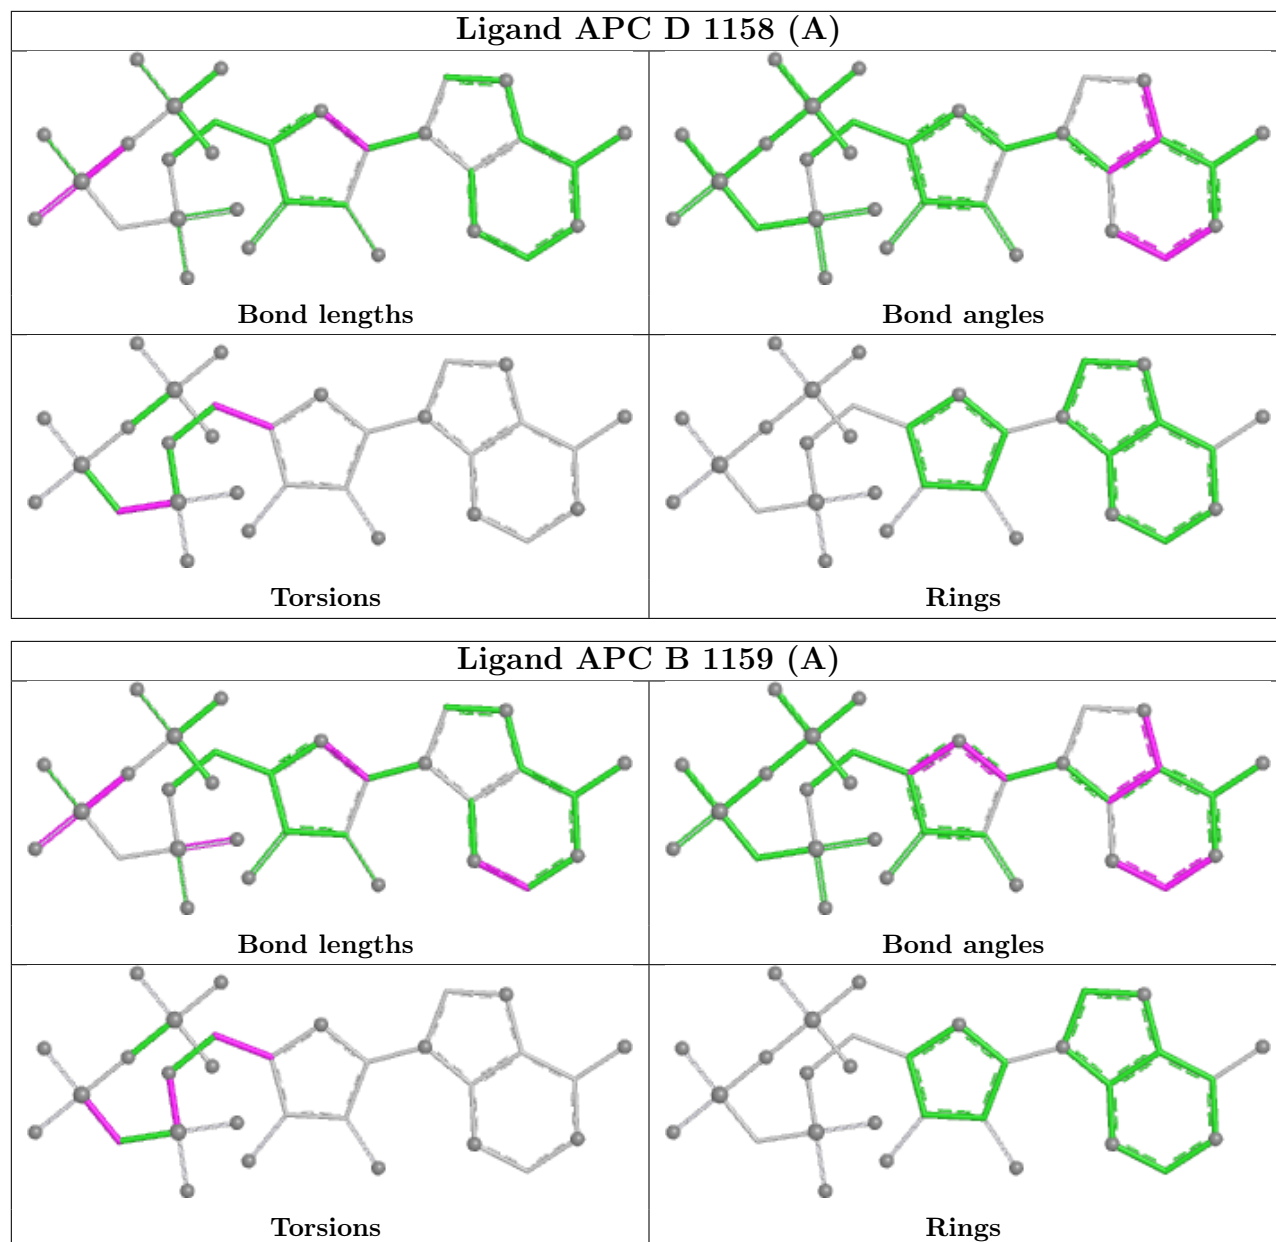 Ligand APC D 1158 (A)
Bond lengths
Bond angles
Torsions
Rings
Ligand APC B 1159 (A)
Bond lengths
Bond angles
Torsions
Rings